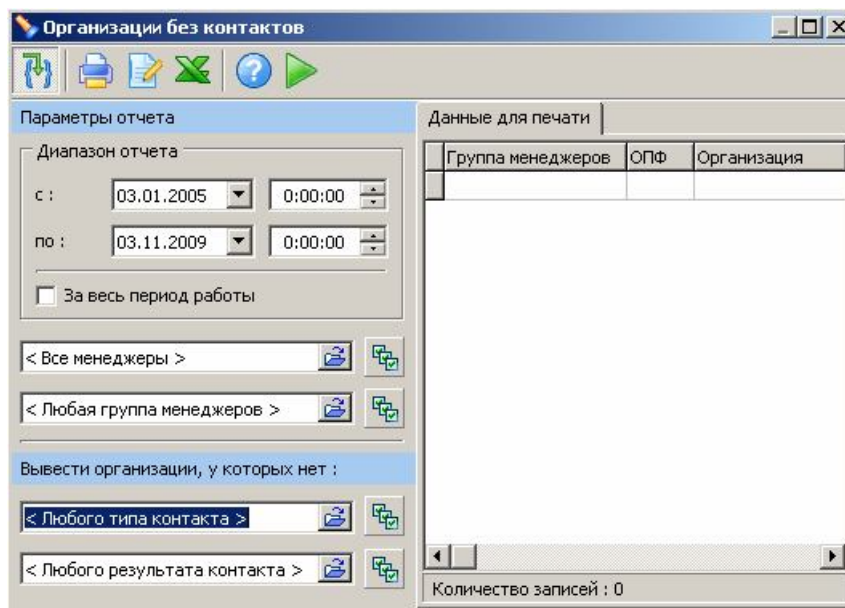 Организации без контактов
Параметры отчета
Диапазон отчета
с : 03.01.2005 0:00:00
по : 03.11.2009 0:00:00
За весь период работы
< Все менеджеры >
< Любая группа менеджеров >
Вывести организации, у которых нет :
< Любого типа контакта >
< Любого результата контакта >
Данные для печати
Группа менеджеров ОПФ Организация
Количество записей : 0